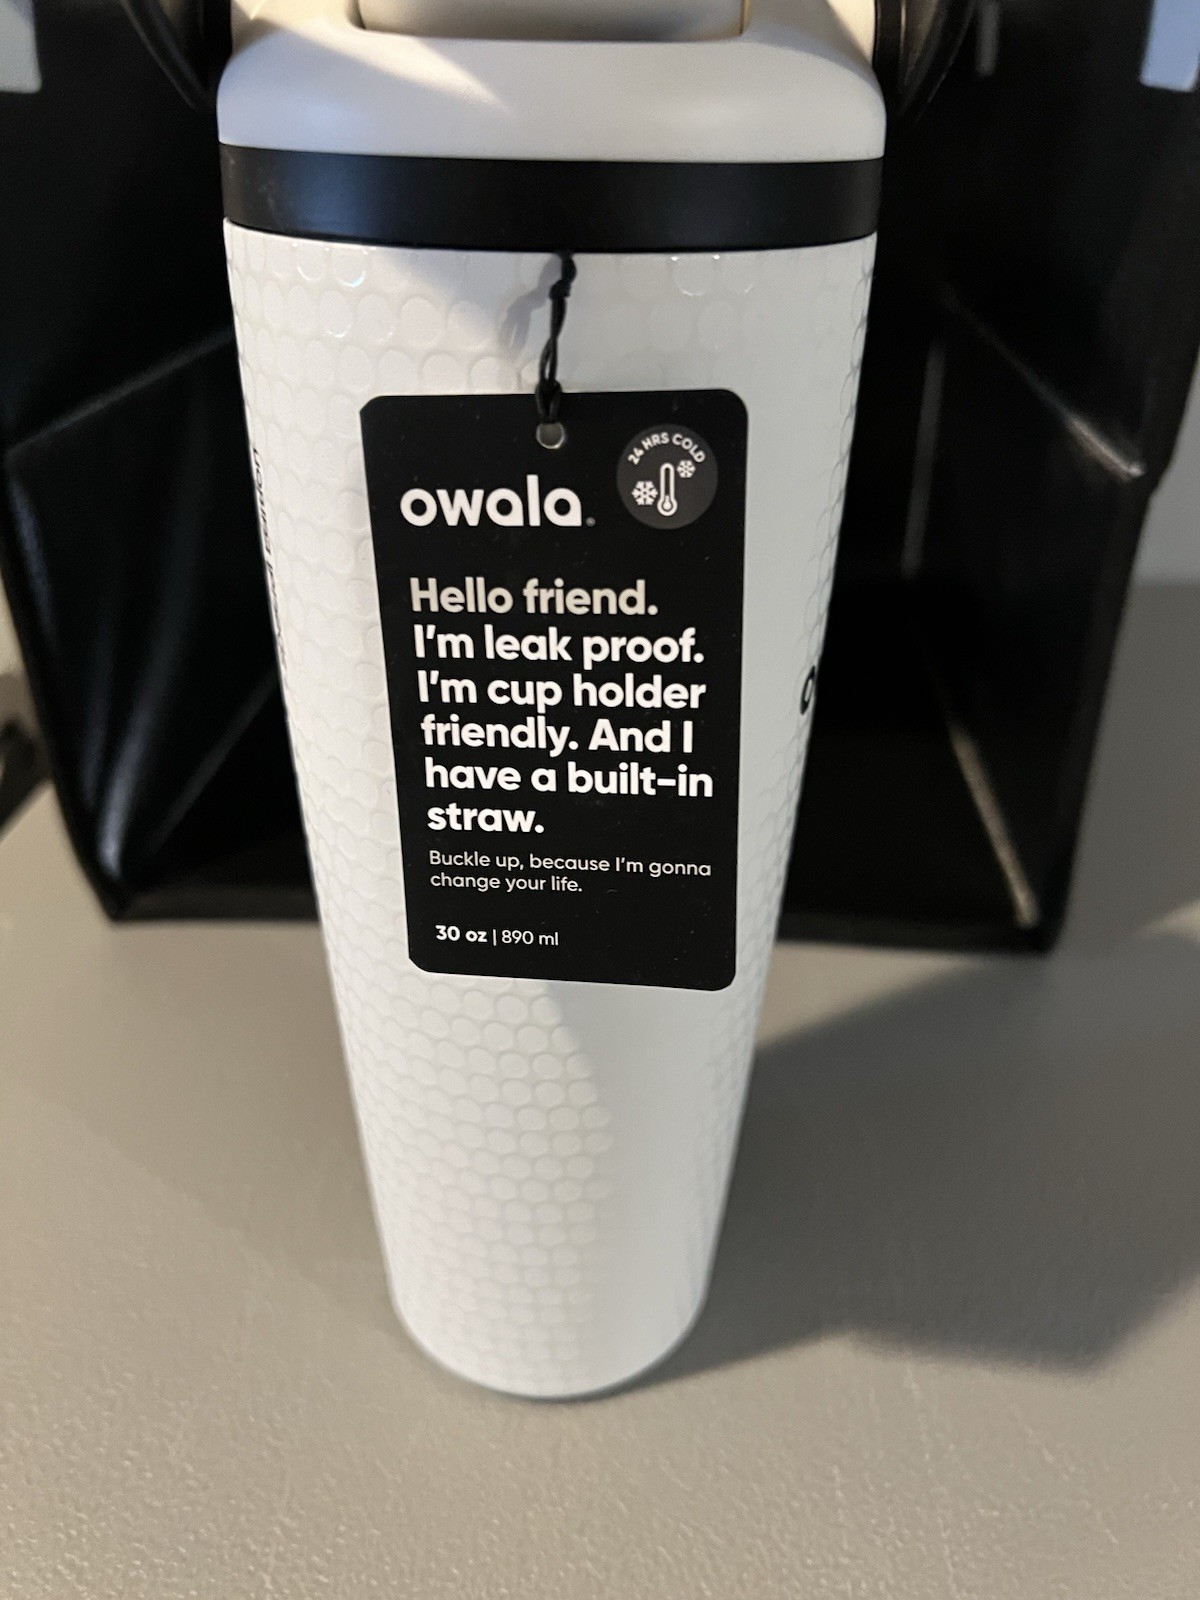 owala
24 HRS COLD
Hello friend.
I'm leak proof.
I'm cup holder
friendly. And I
have a built-in
straw.
Buckle up, because I'm gonna
change your life.
30 oz | 890 ml
Edition